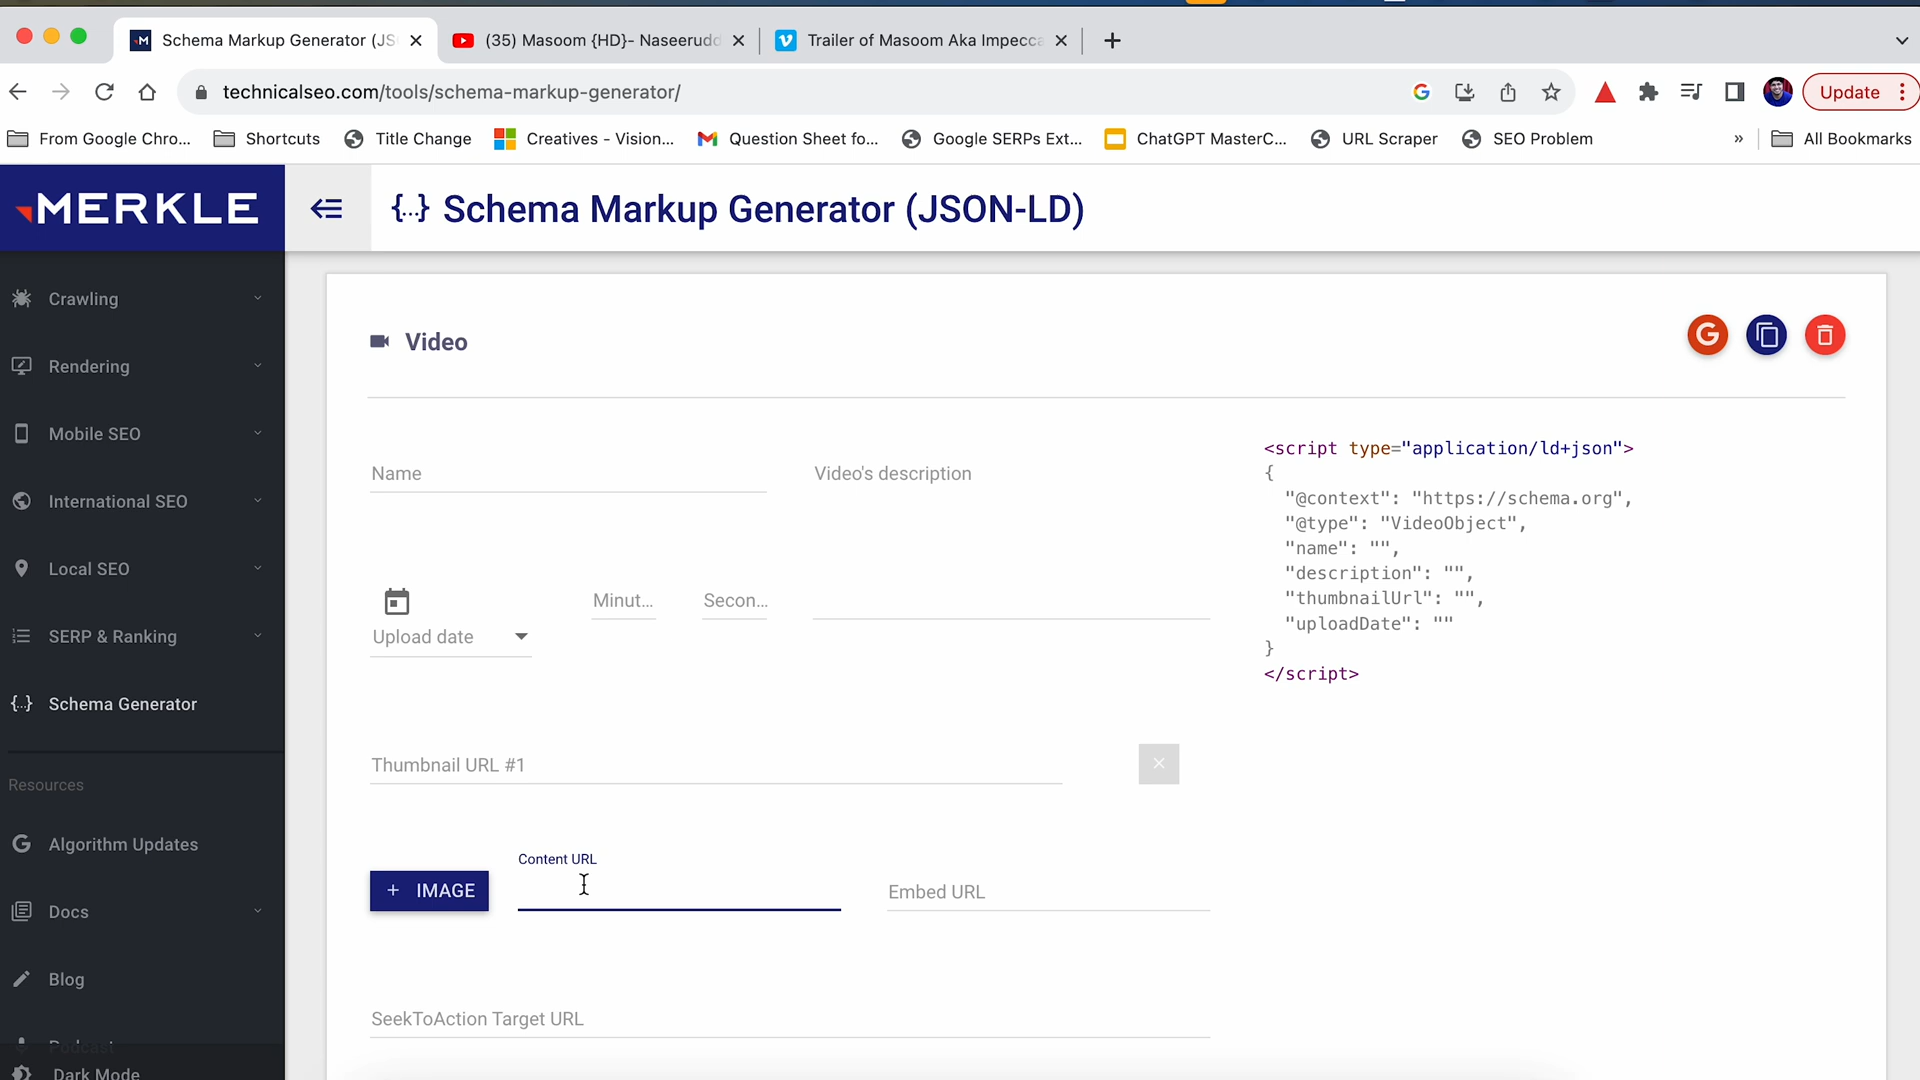 Schema Markup Generator (JS
(35) Masoom {HD}- Naseerudd
Trailer of Masoom Aka Impecca
technicalseo.com/tools/schema-markup-generator/
Update
From Google Chro...
Shortcuts
Title Change
Creatives - Vision...
Question Sheet fo...
Google SERPs Ext...
ChatGPT MasterC...
URL Scraper
SEO Problem
»
All Bookmarks
MERKLE
{...} Schema Markup Generator (JSON-LD)
Crawling
Rendering
Mobile SEO
International SEO
Local SEO
SERP & Ranking
Schema Generator
Resources
Algorithm Updates
Docs
Blog
Podcast
Dark Mode
Video
Name
Video's description
Upload date
Minut...
Secon...
Thumbnail URL #1
+ IMAGE
Content URL
Embed URL
SeekToAction Target URL
<script type="application/ld+json">
{
"@context": "https://schema.org",
"@type": "VideoObject",
"name": "",
"description": "",
"thumbnailUrl": "",
"uploadDate": ""
}
</script>